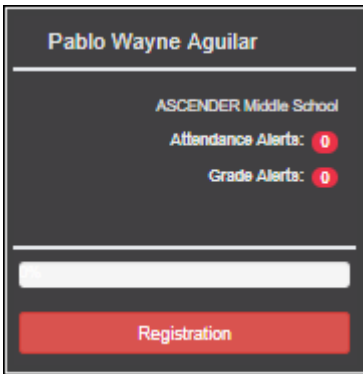 Pablo Wayne Aguilar
ASCENDER Middle School
Attendance Alerts: 0
Grade Alerts: 0
Registration